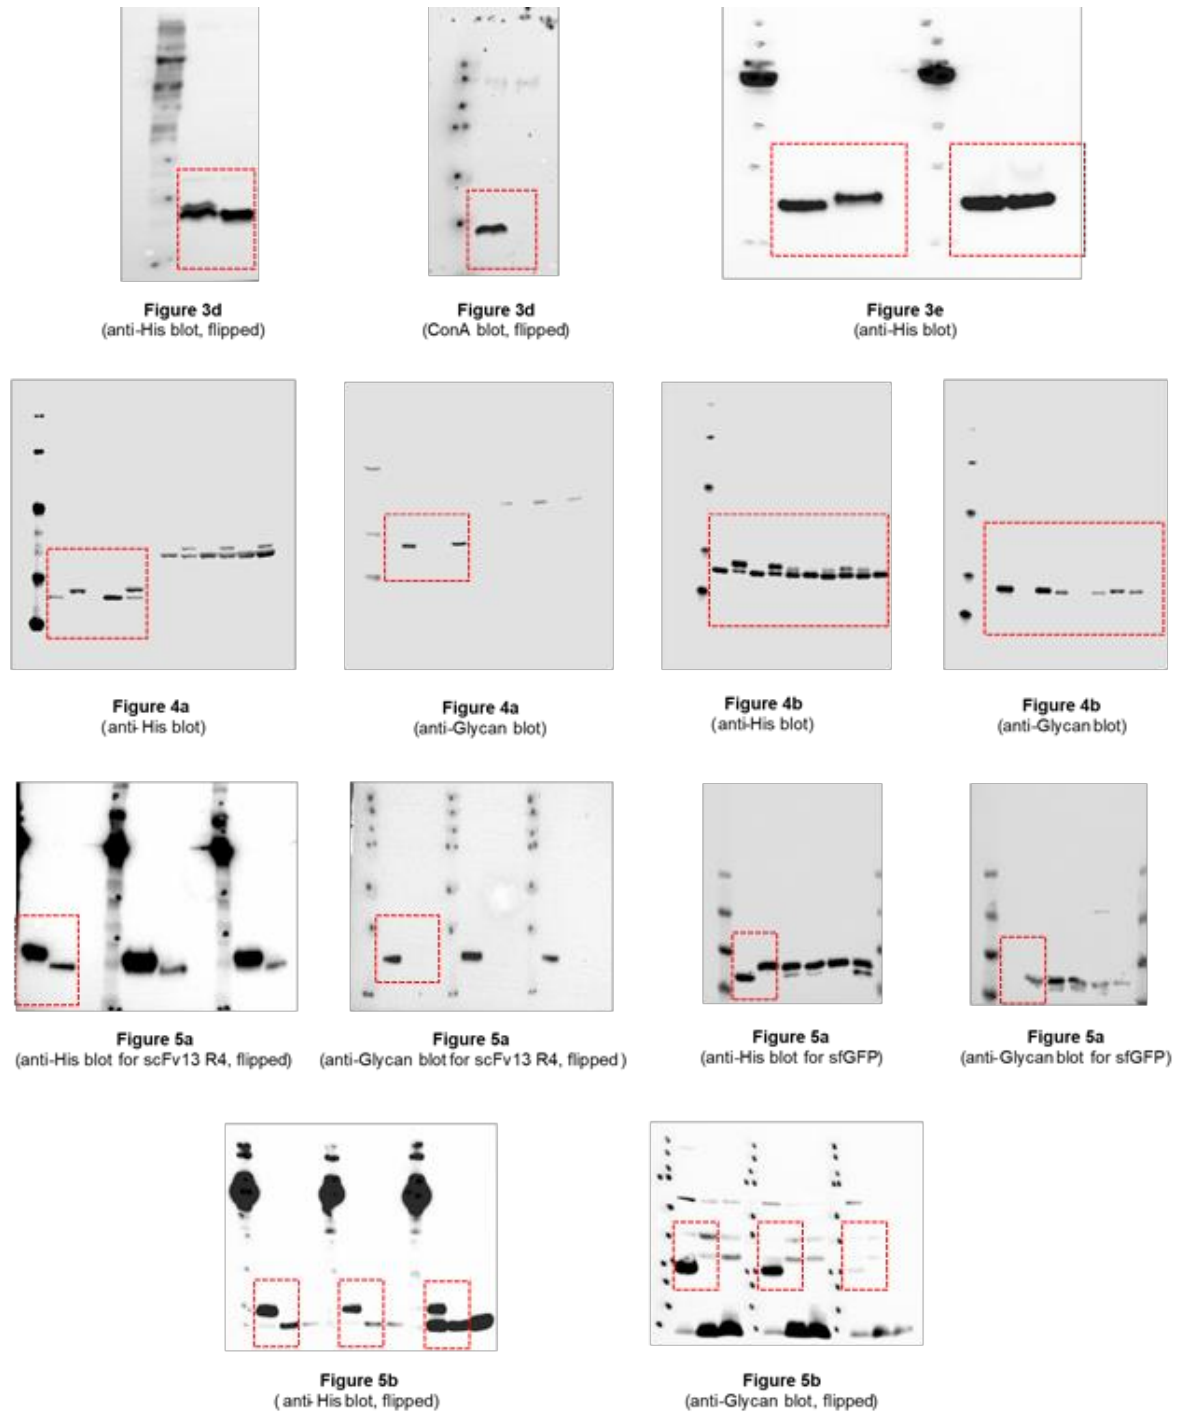 Figure 3d
(anti-His blot, flipped)
Figure 3d
(ConA blot, flipped)
Figure 3e
(anti-His blot)
Figure 4a
(anti-His blot)
Figure 4a
(anti-Glycan blot)
Figure 4b
(anti-His blot)
Figure 4b
(anti-Glycan blot)
Figure 5a
(anti-His blot for scFv13 R4, flipped)
Figure 5a
(anti-Glycan blot for scFv13 R4, flipped)
Figure 5a
(anti-His blot for sfGFP)
Figure 5a
(anti-Glycan blot for sfGFP)
Figure 5b
(anti-His blot, flipped)
Figure 5b
(anti-Glycan blot, flipped)